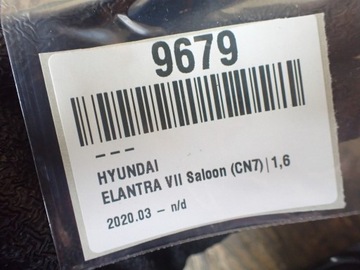 9679
---
HYUNDAI
ELANTRA VII Saloon (CN7)|1,6
2020.03 - n/d